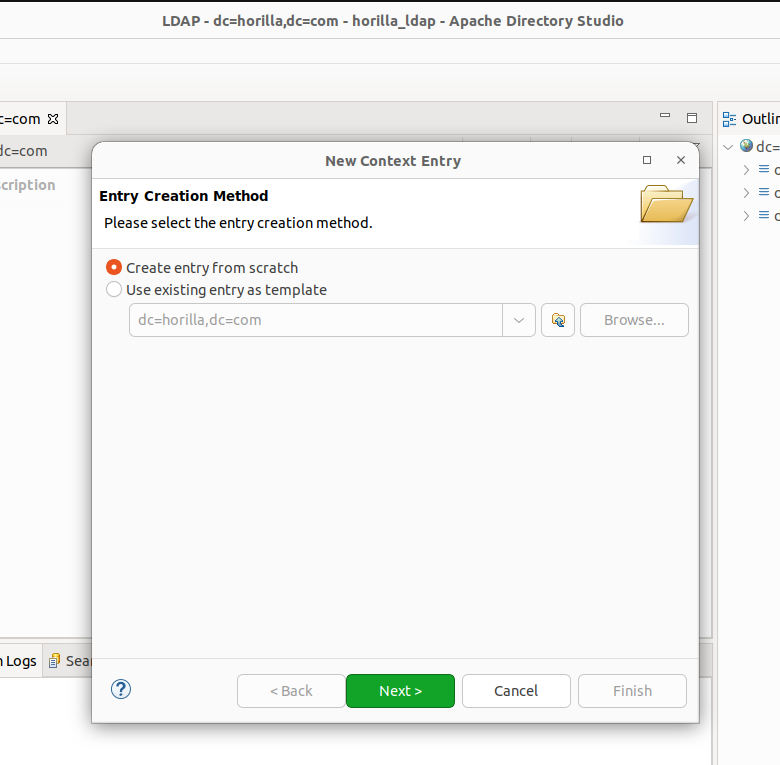 LDAP - dc=horilla,dc=com - horilla_ldap - Apache Directory Studio
c=com
dc=com
cription
New Context Entry
Entry Creation Method
Please select the entry creation method.
Create entry from scratch
Use existing entry as template
dc=horilla,dc=com
Browse...
Outlin
dc=
Logs
Sea
?
< Back
Next >
Cancel
Finish